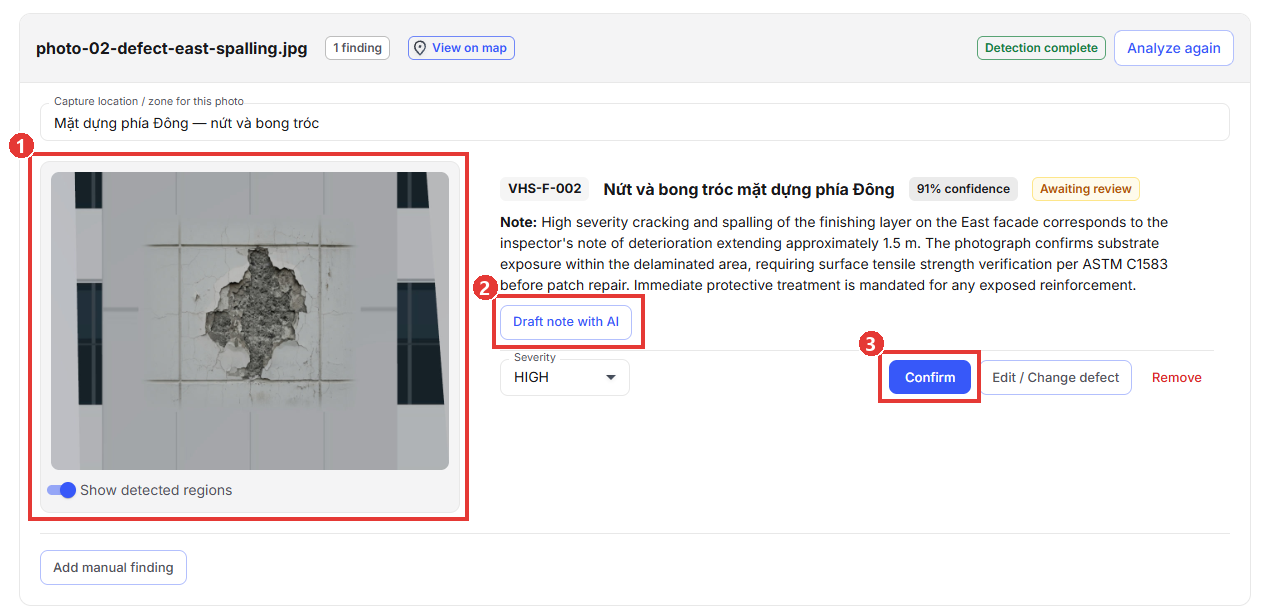 photo-02-defect-east-spalling.jpg
1 finding
View on map
Detection complete
Analyze again
Capture location / zone for this photo
Mặt dựng phía Đông — nứt và bong tróc
1
VHS-F-002
Nứt và bong tróc mặt dựng phía Đông
91% confidence
Awaiting review
Note: High severity cracking and spalling of the finishing layer on the East facade corresponds to the
inspector's note of deterioration extending approximately 1.5 m. The photograph confirms substrate
exposure within the delaminated area, requiring surface tensile strength verification per ASTM C1583
before patch repair. Immediate protective treatment is mandated for any exposed reinforcement.
2
Draft note with AI
3
Severity
HIGH
Confirm
Edit / Change defect
Remove
Show detected regions
Add manual finding